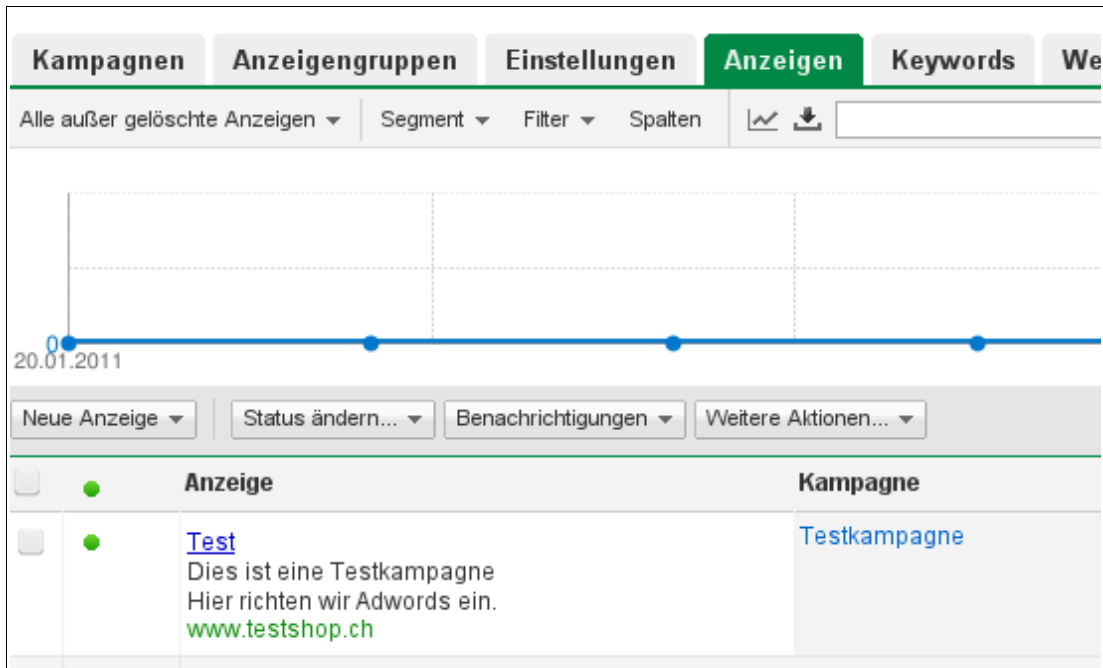 Kampagnen Anzeigengruppen Einstellungen Anzeigen Keywords We
Alle außer gelöschte Anzeigen Segment Filter Spalten
0
20.01.2011
Neue Anzeige Status ändern... Benachrichtigungen Weitere Aktionen...
Anzeige Kampagne
Test Testkampagne
Dies ist eine Testkampagne
Hier richten wir Adwords ein.
www.testshop.ch